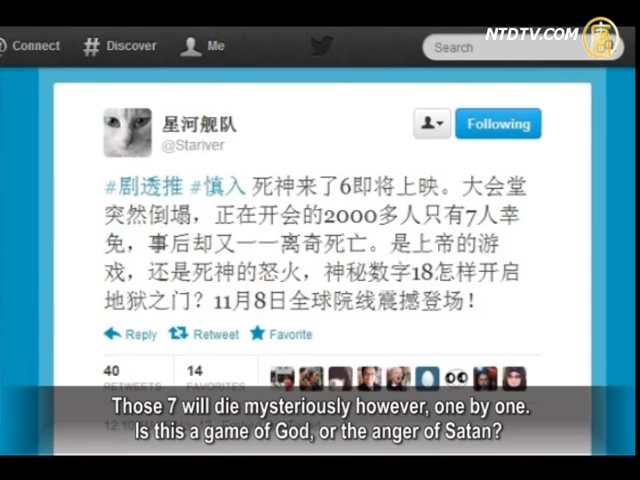 NTDTV.COM
Connect # Discover Me Search
星河舰队
@Stariver
Following
#剧透推 #慎入 死神来了6即将上映。大会堂
突然倒塌，正在开会的2000多人只有7人幸
免，事后却又一一离奇死亡。是上帝的游
戏，还是死神的怒火，神秘数字18怎样开启
地狱之门？11月8日全球院线震撼登场！
Reply Retweet Favorite
40 14
RETWEETS FAVORITES
Those 7 will die mysteriously however, one by one.
Is this a game of God, or the anger of Satan?